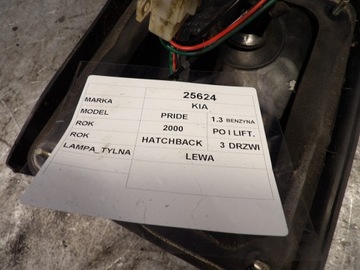 25624
MARKA KIA
MODEL PRIDE 1.3 BENZYNA
ROK 2000 PO I LIFT.
ROK HATCHBACK 3 DRZWI
LAMPA_TYLNA LEWA